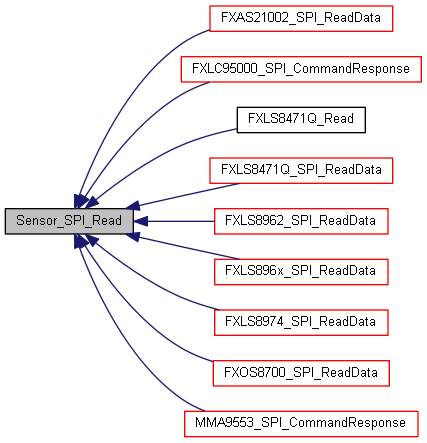 FXAS21002_SPI_ReadData
FXLC95000_SPI_CommandResponse
FXLS8471Q_Read
FXLS8471Q_SPI_ReadData
Sensor_SPI_Read
FXLS8962_SPI_ReadData
FXLS896x_SPI_ReadData
FXLS8974_SPI_ReadData
FXOS8700_SPI_ReadData
MMA9553_SPI_CommandResponse